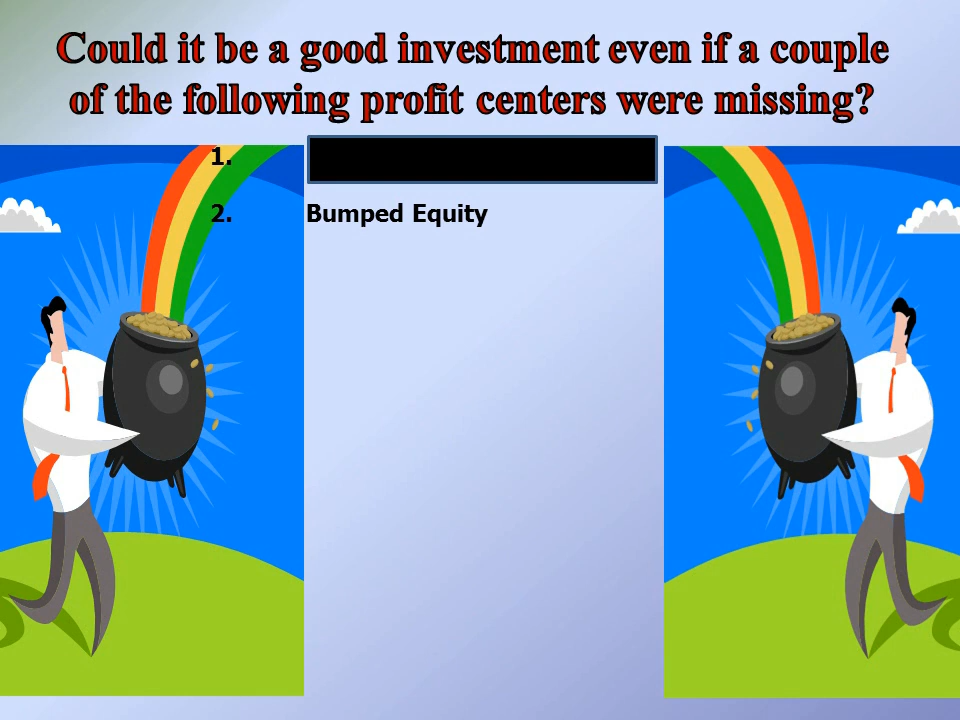 Could it be a good investment even if a couple
of the following profit centers were missing?
1.
2. Bumped Equity